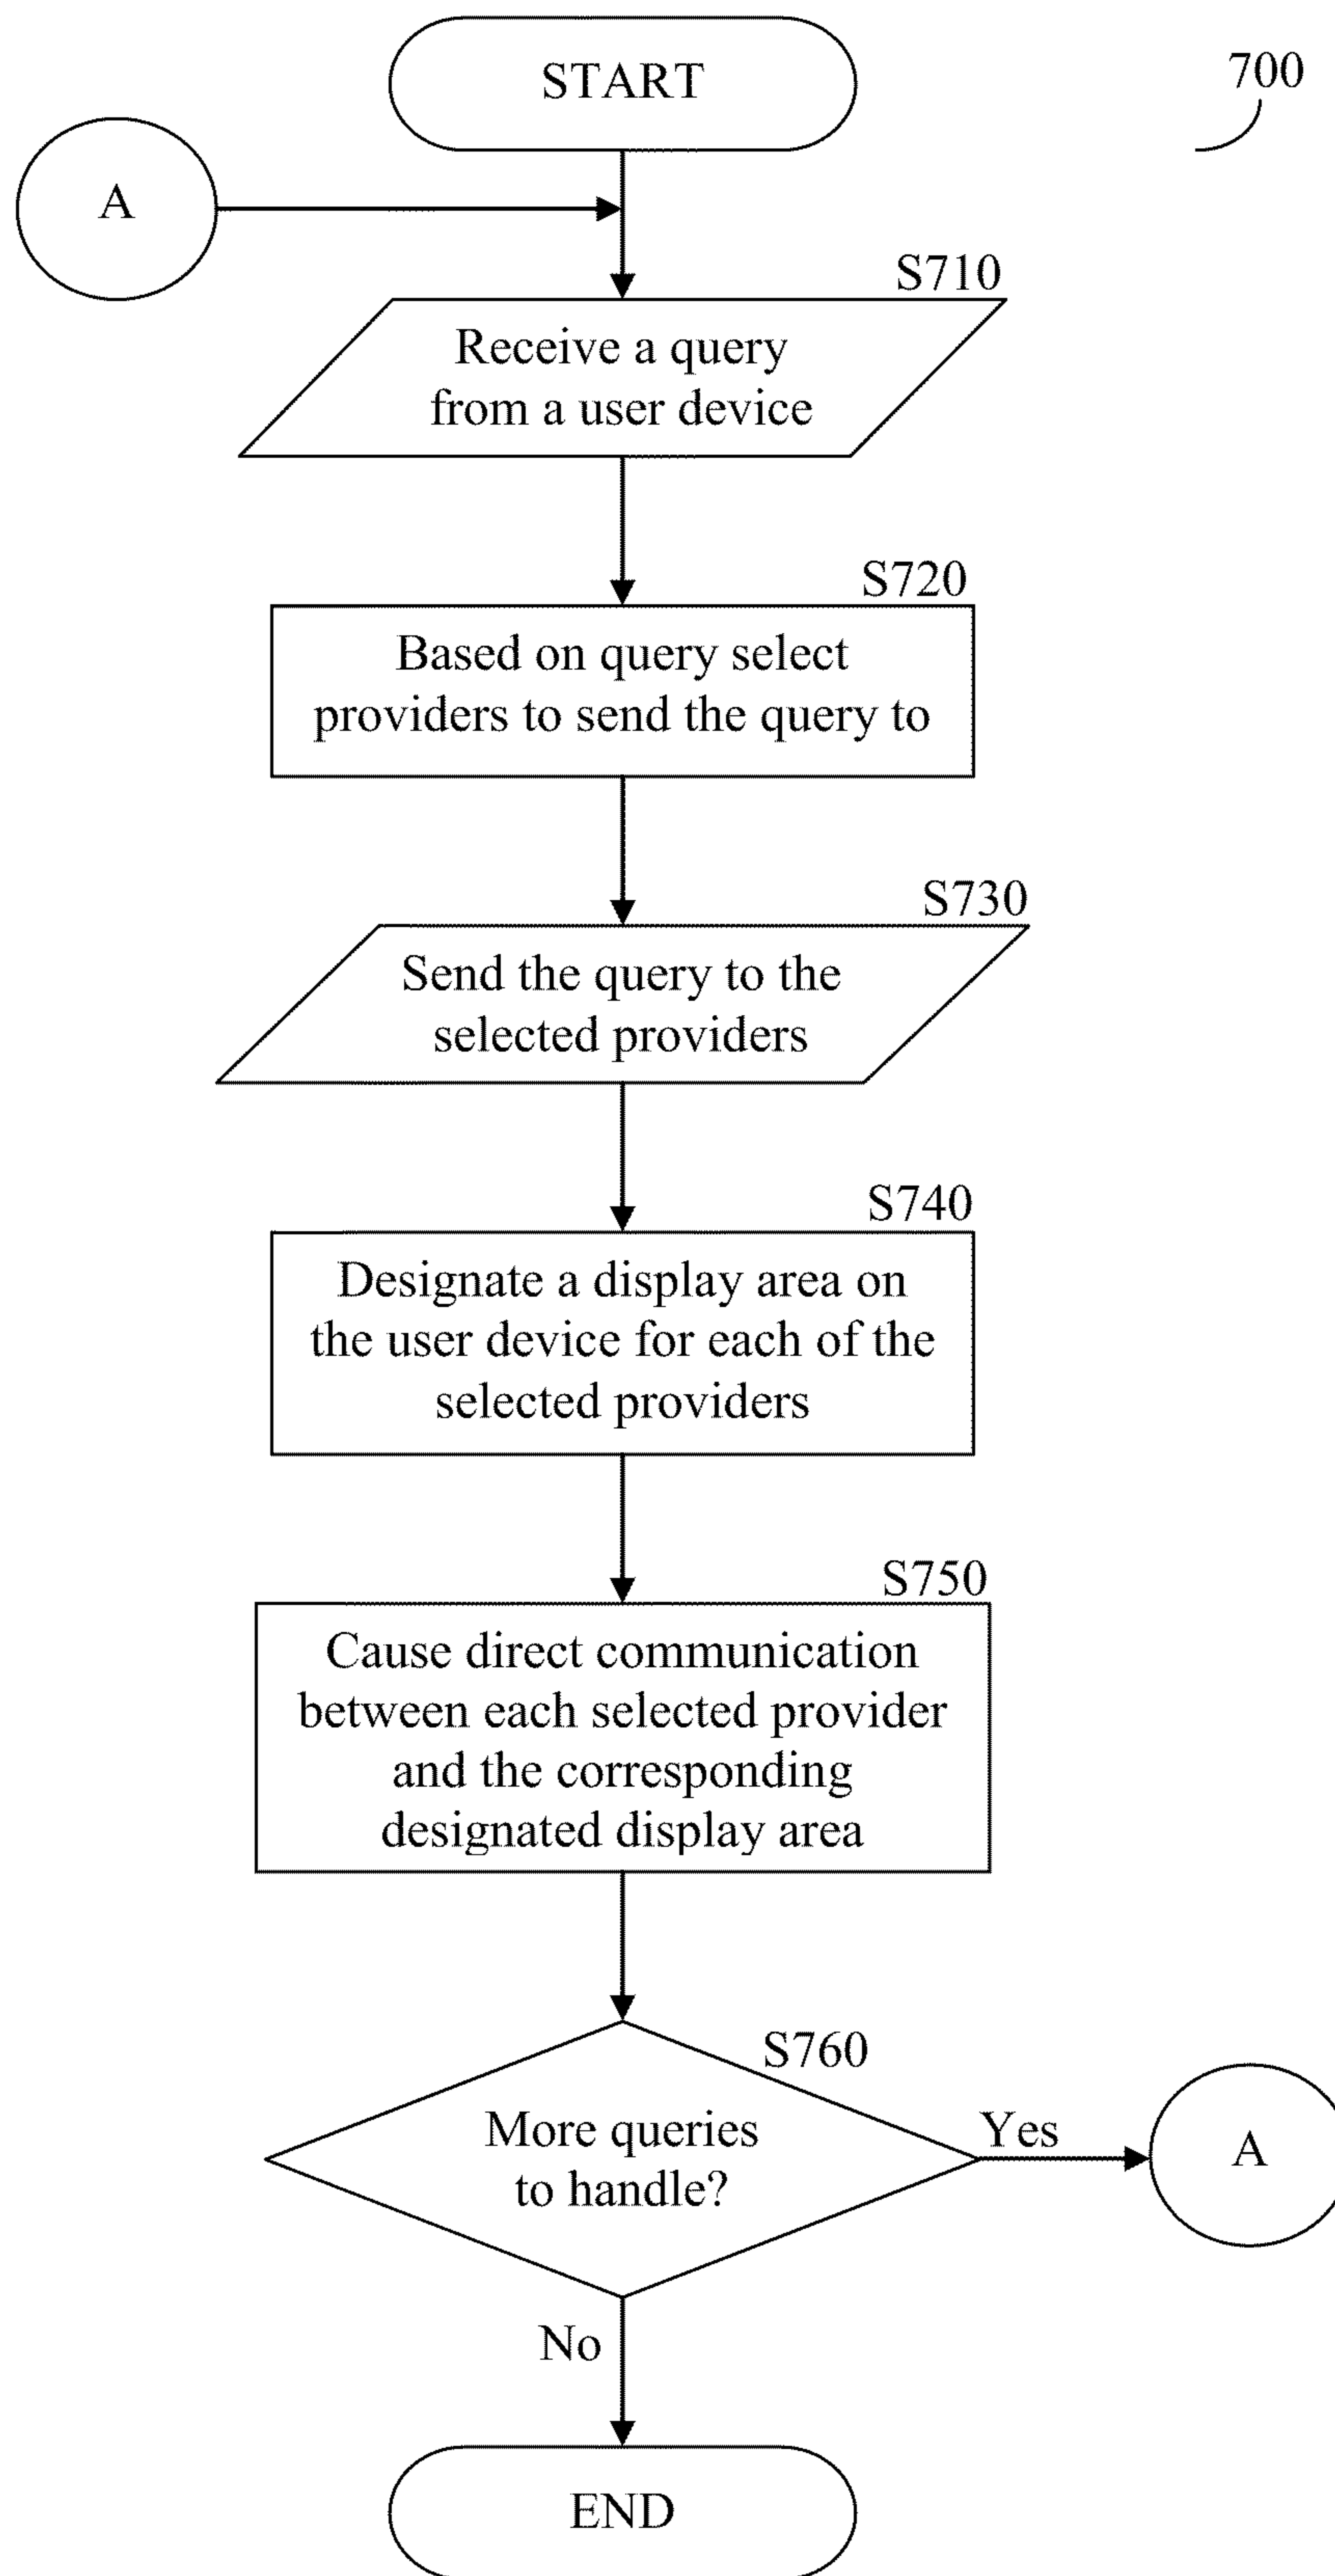 START
700
A
S710
Receive a query
from a user device
S720
Based on query select
providers to send the query to
S730
Send the query to the
selected providers
S740
Designate a display area on
the user device for each of the
selected providers
S750
Cause direct communication
between each selected provider
and the corresponding
designated display area
S760
More queries
to handle?
Yes
A
No
END